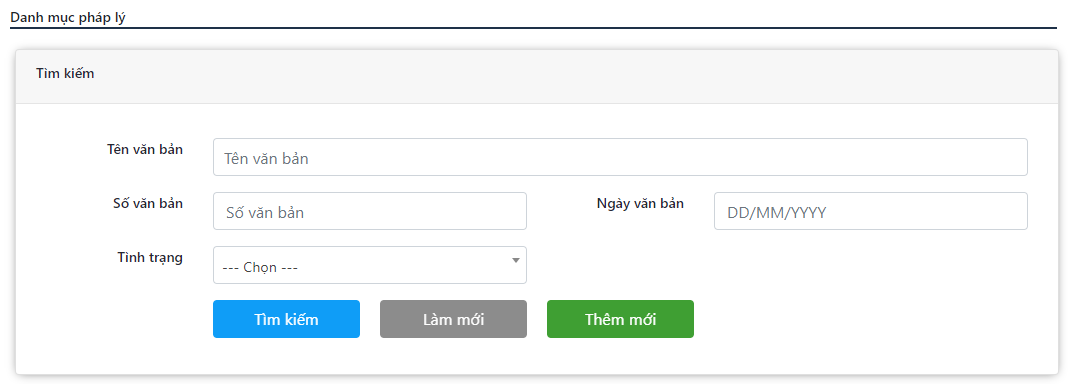 Danh mục pháp lý
Tìm kiếm
Tên văn bản
Tên văn bản
Số văn bản
Số văn bản
Ngày văn bản
DD/MM/YYYY
Tình trạng
--- Chọn ---
Tìm kiếm
Làm mới
Thêm mới